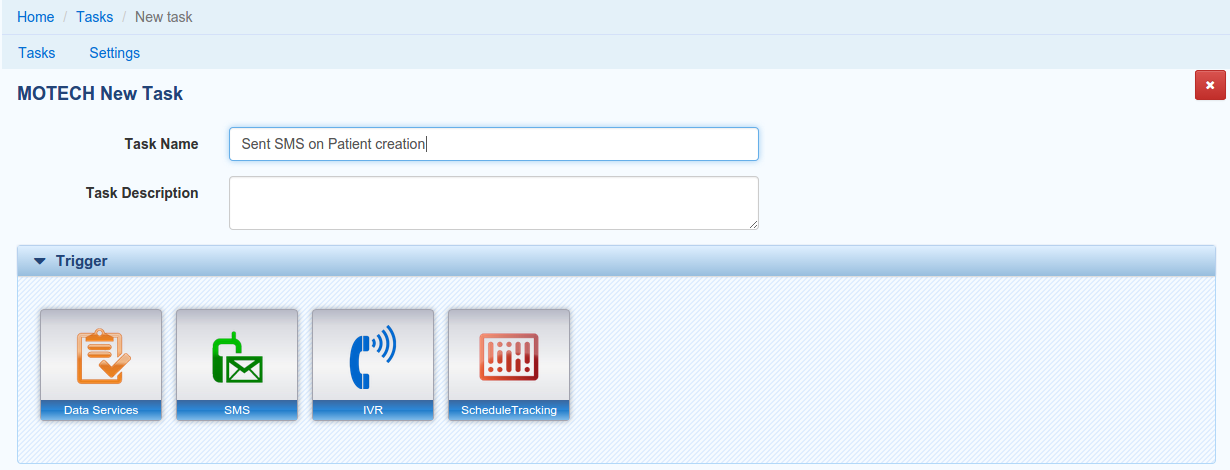 Home / Tasks / New task
Tasks Settings
MOTECH New Task
Task Name Sent SMS on Patient creation
Task Description
Trigger
Data Services SMS IVR ScheduleTracking